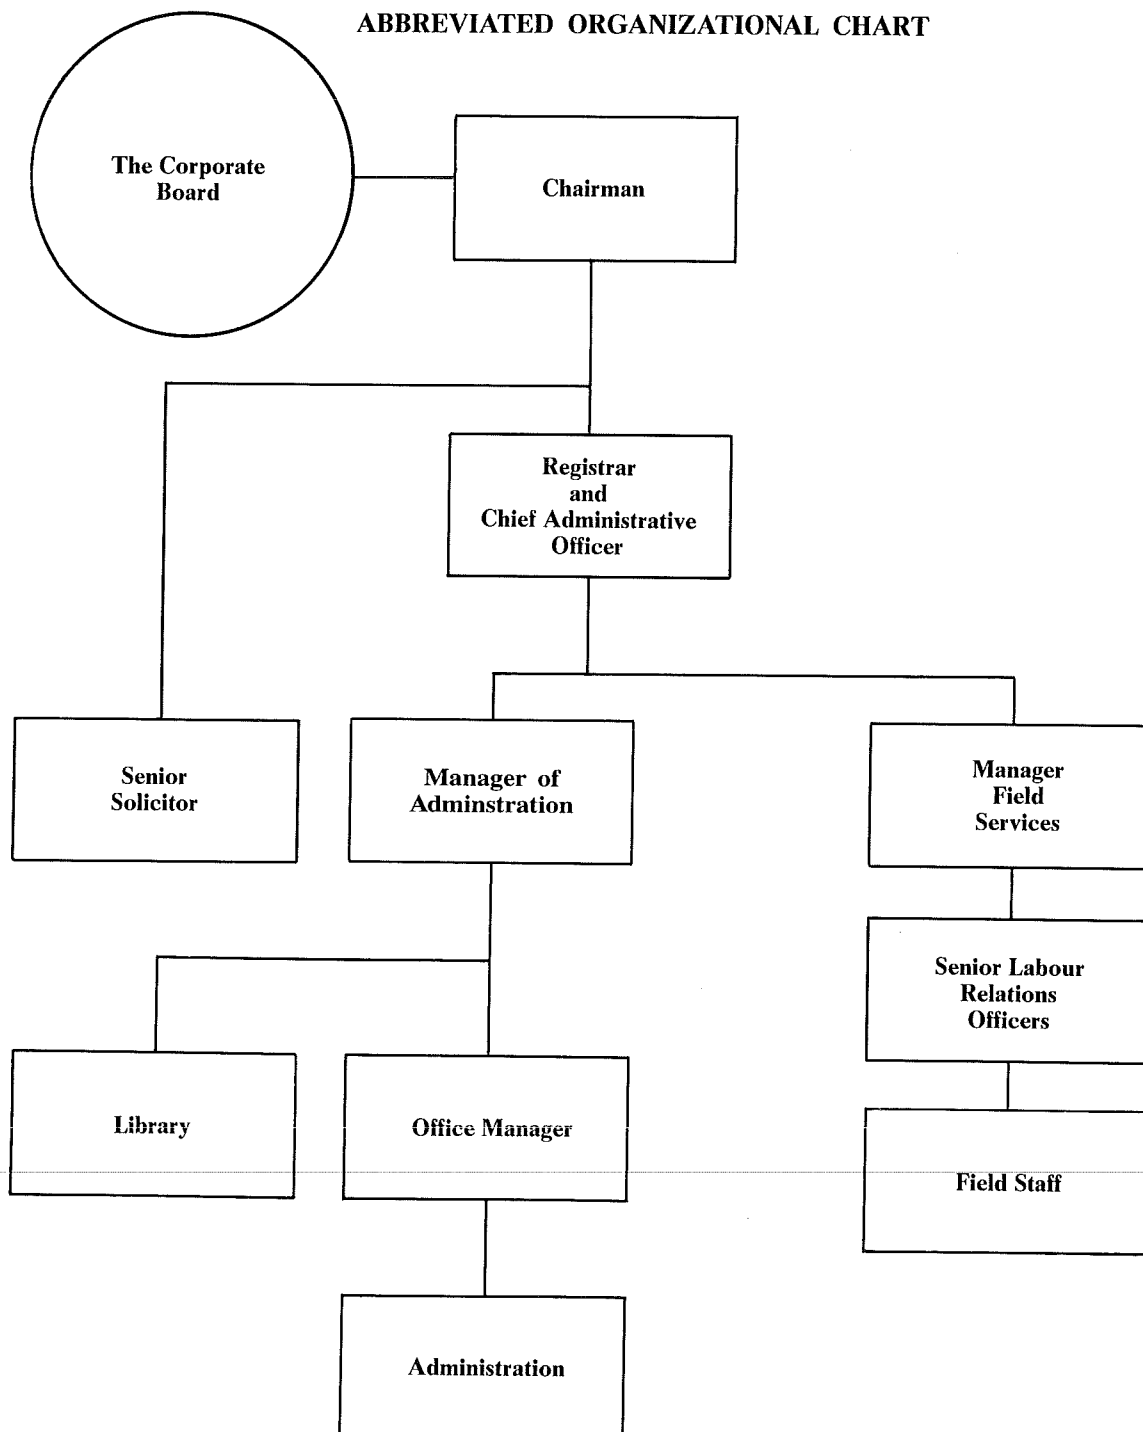 ABBREVIATED ORGANIZATIONAL CHART
The Corporate
Board
Chairman
Registrar
and
Chief Administrative
Officer
Senior
Solicitor
Manager of
Adminstration
Manager
Field
Services
Senior Labour
Relations
Officers
Library
Office Manager
Field Staff
Administration